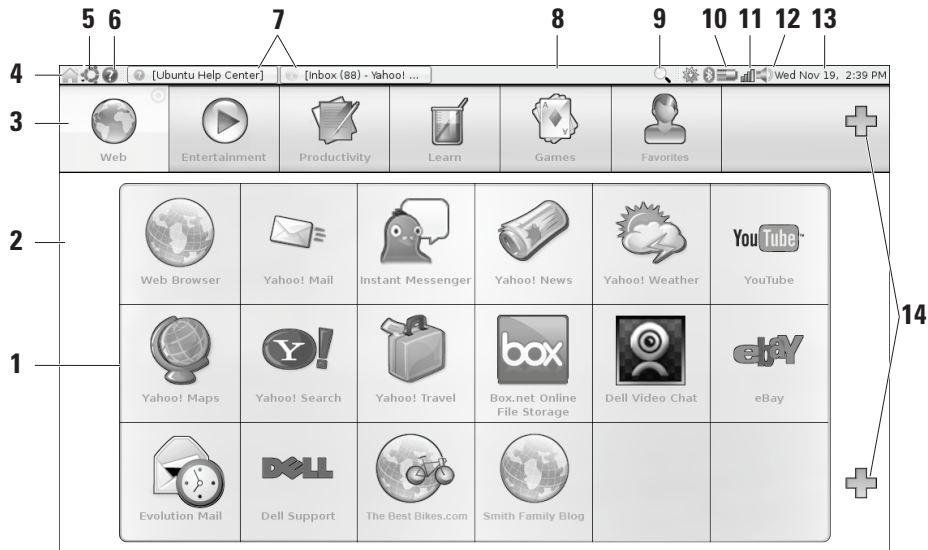 5 6 7 8 9 10 11 12 13
4
[Ubuntu Help Center]
[Inbox (88) - Yahoo! ...
Wed Nov 19, 2:39 PM
3
Web
Entertainment
Productivity
Learn
Games
Favorites
2
Web Browser
Yahoo! Mail
Instant Messenger
Yahoo! News
Yahoo! Weather
You Tube™
YouTube
14
1
Y!
box
ebaY
Yahoo! Maps
Yahoo! Search
Yahoo! Travel
Box.net Online
File Storage
Dell Video Chat
eBay
DELL
Evolution Mail
Dell Support
The Best Bikes.com
Smith Family Blog